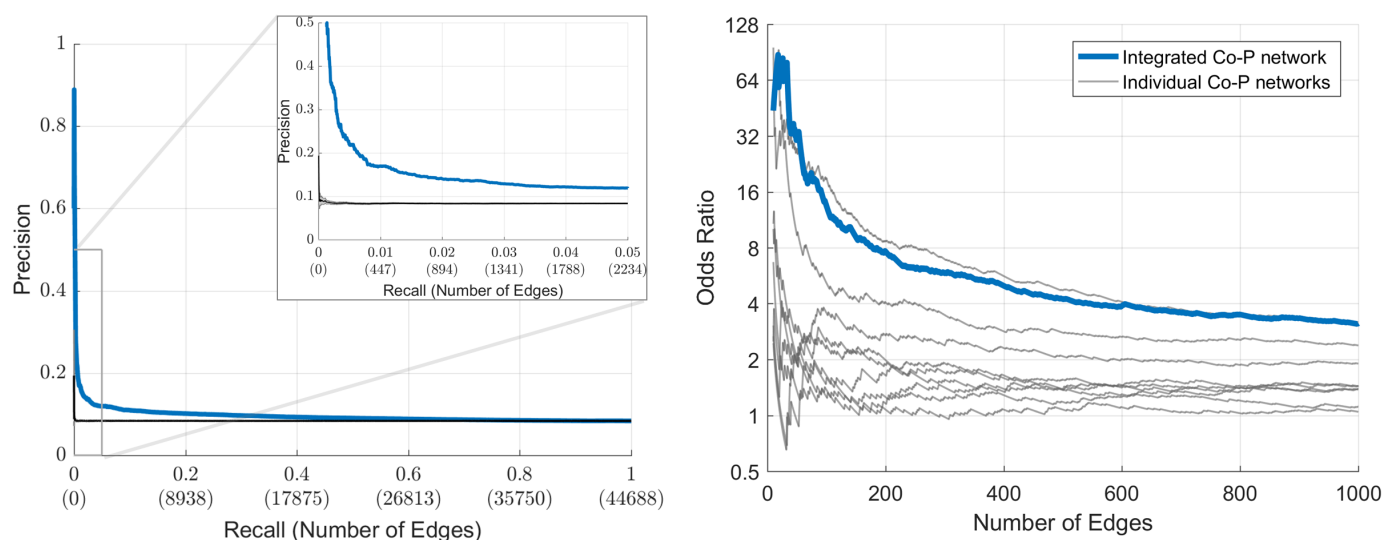 1
0.8
0.6
0.4
0.2
0
Precision
0 0.2 0.4 0.6 0.8 1
(0) (8938) (17875) (26813) (35750) (44688)
Recall (Number of Edges)
0.5
0.4
0.3
0.2
0.1
0
Precision
0 0.01 0.02 0.03 0.04 0.05
(0) (447) (894) (1341) (1788) (2234)
Recall (Number of Edges)
128
64
32
16
8
4
2
1
0.5
Odds Ratio
Integrated Co-P network
Individual Co-P networks
0 200 400 600 800 1000
Number of Edges